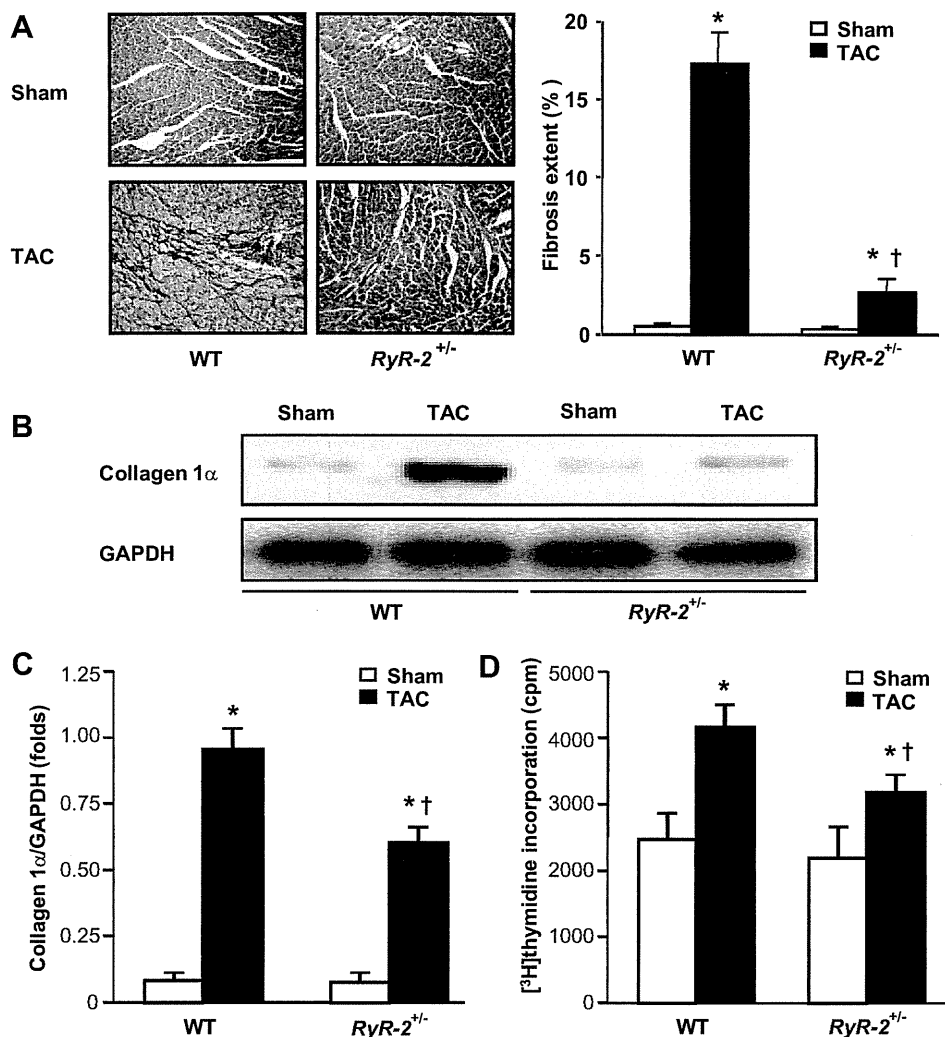 A
Sham
TAC
WT
RyR-2+/-
Fibrosis extent (%)
20
15
10
5
0
*
* †
Sham
TAC
WT
RyR-2+/-
B
Sham TAC Sham TAC
Collagen 1α
GAPDH
WT RyR-2+/-
C
Collagen 1α/GAPDH (folds)
1.25
1.00
0.75
0.50
0.25
0
*
* †
Sham
TAC
WT
RyR-2+/-
D
[3H]thymidine incorporation (cpm)
5000
4000
3000
2000
1000
0
*
* †
Sham
TAC
WT
RyR-2+/-